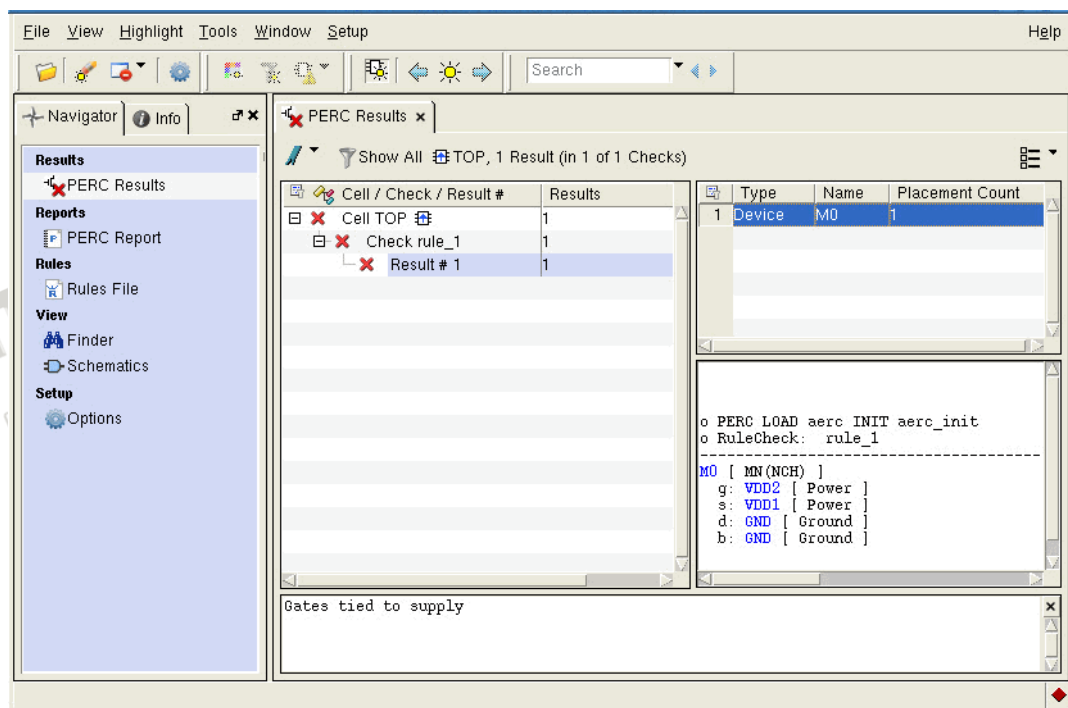 File View Highlight Tools Window Setup Help
Search
Navigator Info
Results
PERC Results
Reports
PERC Report
Rules
Rules File
View
Finder
Schematics
Setup
Options
PERC Results
Show All TOP, 1 Result (in 1 of 1 Checks)
Cell / Check / Result # Results
Cell TOP 1
Check rule_1 1
Result # 1 1
Type Name Placement Count
1 Device M0 1
o PERC LOAD aerc INIT aerc_init
o RuleCheck: rule_1
----------------------------------------
M0 [ MN(NCH) ]
g: VDD2 [ Power ]
s: VDD1 [ Power ]
d: GND [ Ground ]
b: GND [ Ground ]
Gates tied to supply